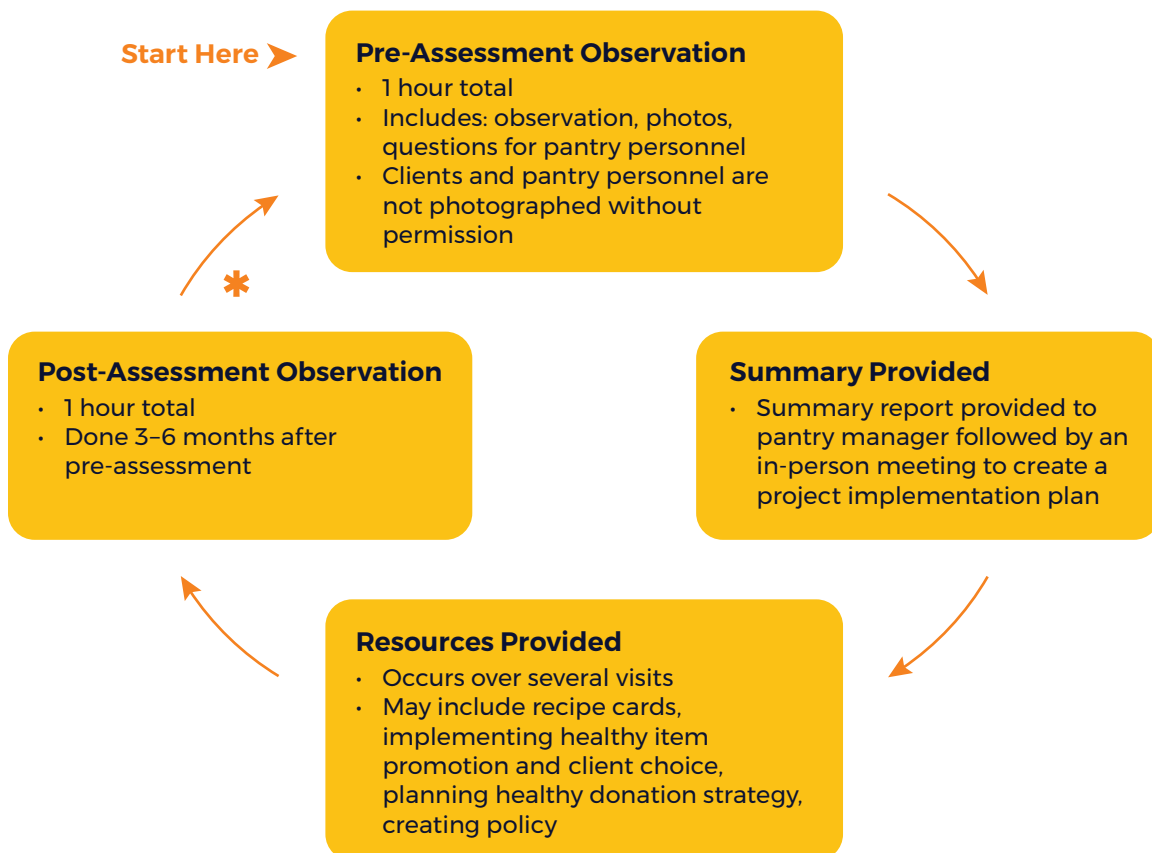 Start Here
Pre-Assessment Observation
• 1 hour total
• Includes: observation, photos,
questions for pantry personnel
• Clients and pantry personnel are
not photographed without
permission
*
Post-Assessment Observation
• 1 hour total
• Done 3–6 months after
pre-assessment
Summary Provided
• Summary report provided to
pantry manager followed by an
in-person meeting to create a
project implementation plan
Resources Provided
• Occurs over several visits
• May include recipe cards,
implementing healthy item
promotion and client choice,
planning healthy donation strategy,
creating policy